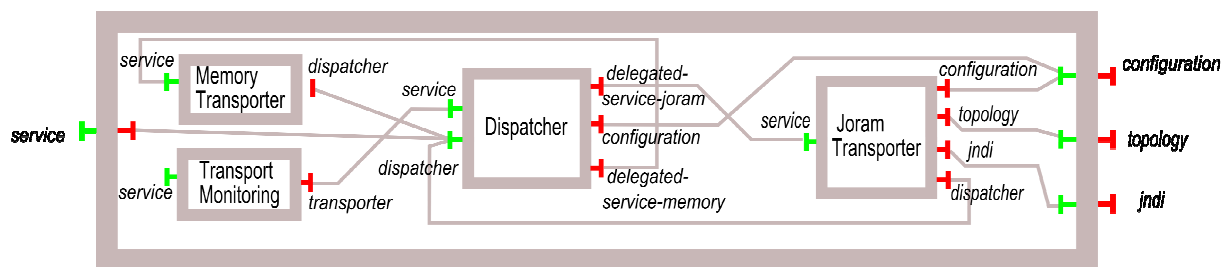 service
service
Memory
Transporter
dispatcher
service
Transport
Monitoring
transporter
service
dispatcher
Dispatcher
delegated-
service-joram
configuration
delegated-
service-memory
service
Joram
Transporter
configuration
topology
jndi
dispatcher
configuration
topology
jndi